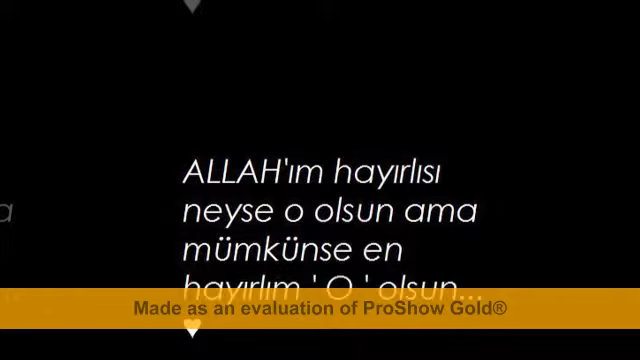 ALLAH'ım hayırlısı
neyse o olsun ama
mümkünse en
hayırlım ' O ' olsun...
Made as an evaluation of ProShow Gold®